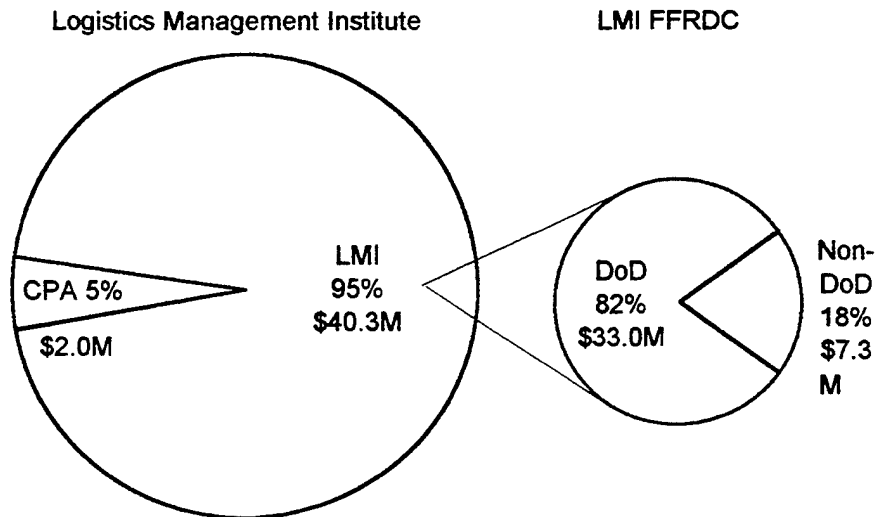 Logistics Management Institute
LMI FFRDC
CPA 5%
$2.0M
LMI
95%
$40.3M
DoD
82%
$33.0M
Non-
DoD
18%
$7.3
M